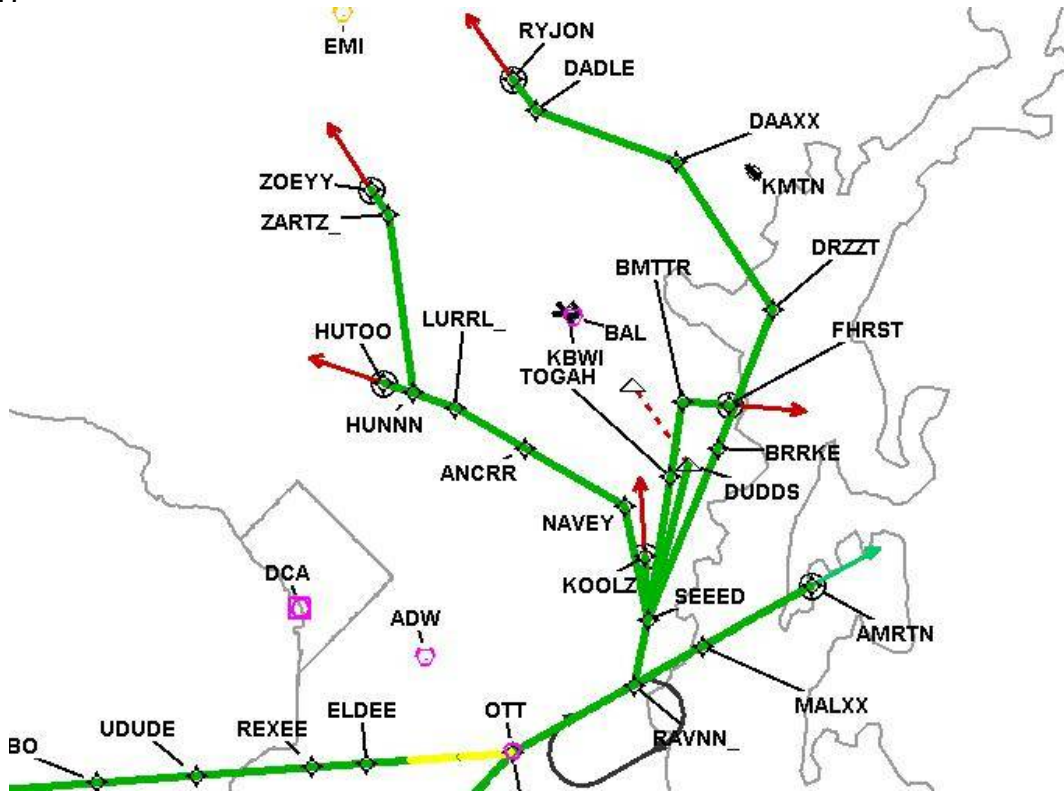 EMI
RYJON
DADLE
DAAXX
KMTN
ZOEYY
ZARTZ_
DRZZT
BMTTR
HUTOO
LURRL_
BAL
KBWI
FHRST
TOGAH
HUNNN
ANCRR
BRRKE
DUDDS
NAVEY
KOOLZ
SEEED
DCA
ADW
AMRTN
MALXX
RAVNN_
OTT
ELDEE
REXEE
UDUDE
BO